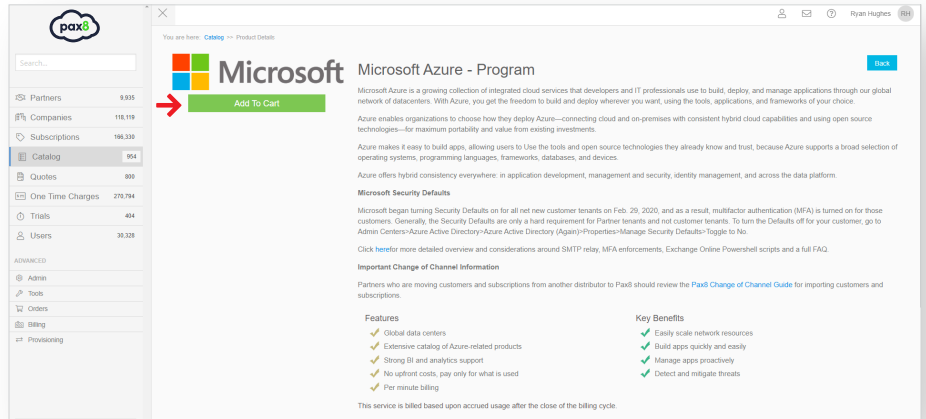 pax8
Search...
Partners 9,935
Companies 118,119
Subscriptions 166,330
Catalog 954
Quotes 800
One Time Charges 270,794
Trials 404
Users 30,326
ADVANCED
Admin
Tools
Orders
Billing
Provisioning
Ryan Hughes RH
You are here: Catalog >> Product Details
Microsoft
Add To Cart
Microsoft Azure - Program
Back
Microsoft Azure is a growing collection of integrated cloud services that developers and IT professionals use to build, deploy, and manage applications through our global
network of datacenters. With Azure, you get the freedom to build and deploy wherever you want, using the tools, applications, and frameworks of your choice.
Azure enables organizations to choose how they deploy Azure—connecting cloud and on-premises with consistent hybrid cloud capabilities and using open source
technologies—for maximum portability and value from existing investments.
Azure makes it easy to build apps, allowing users to Use the tools and open source technologies they already know and trust, because Azure supports a broad selection of
operating systems, programming languages, frameworks, databases, and devices.
Azure offers hybrid consistency everywhere: in application development, management and security, identity management, and across the data platform.
Microsoft Security Defaults
Microsoft began turning Security Defaults on for all net new customer tenants on Feb. 29, 2020, and as a result, multifactor authentication (MFA) is turned on for those
customers. Generally, the Security Defaults are only a hard requirement for Partner tenants and not customer tenants. To turn the Defaults off for your customer, go to
Admin Centers>Azure Active Directory>Azure Active Directory (Again)>Properties>Manage Security Defaults>Toggle to No.
Click herefor more detailed overview and considerations around SMTP relay, MFA enforcements, Exchange Online Powershell scripts and a full FAQ.
Important Change of Channel Information
Partners who are moving customers and subscriptions from another distributor to Pax8 should review the Pax8 Change of Channel Guide for importing customers and
subscriptions.
Features
Global data centers
Extensive catalog of Azure-related products
Strong BI and analytics support
No upfront costs, pay only for what is used
Per minute billing
Key Benefits
Easily scale network resources
Build apps quickly and easily
Manage apps proactively
Detect and mitigate threats
This service is billed based upon accrued usage after the close of the billing cycle.